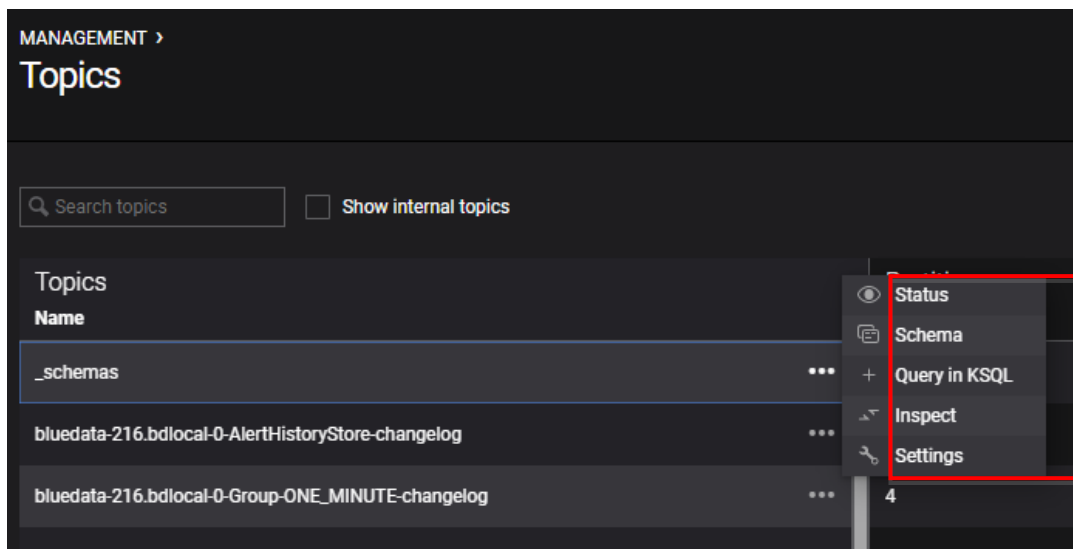 MANAGEMENT ›
Topics
Search topics
Show internal topics
Topics
Name
Status
Schema
_schemas
Query in KSQL
Inspect
bluedata-216.bdlocal-0-AlertHistoryStore-changelog
Settings
bluedata-216.bdlocal-0-Group-ONE_MINUTE-changelog
4